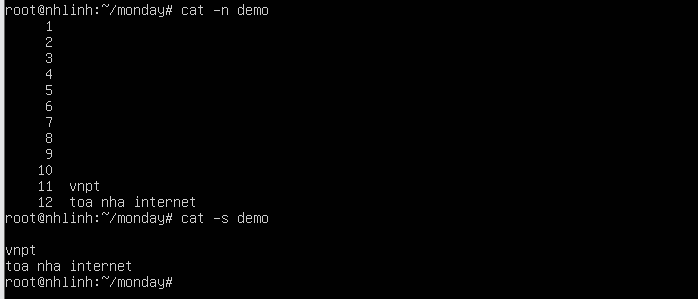 root@nhlinh:~/monday# cat -n demo
1
2
3
4
5
6
7
8
9
10
11 vnpt
12 toa nha internet
root@nhlinh:~/monday# cat -s demo
vnpt
toa nha internet
root@nhlinh:~/monday#